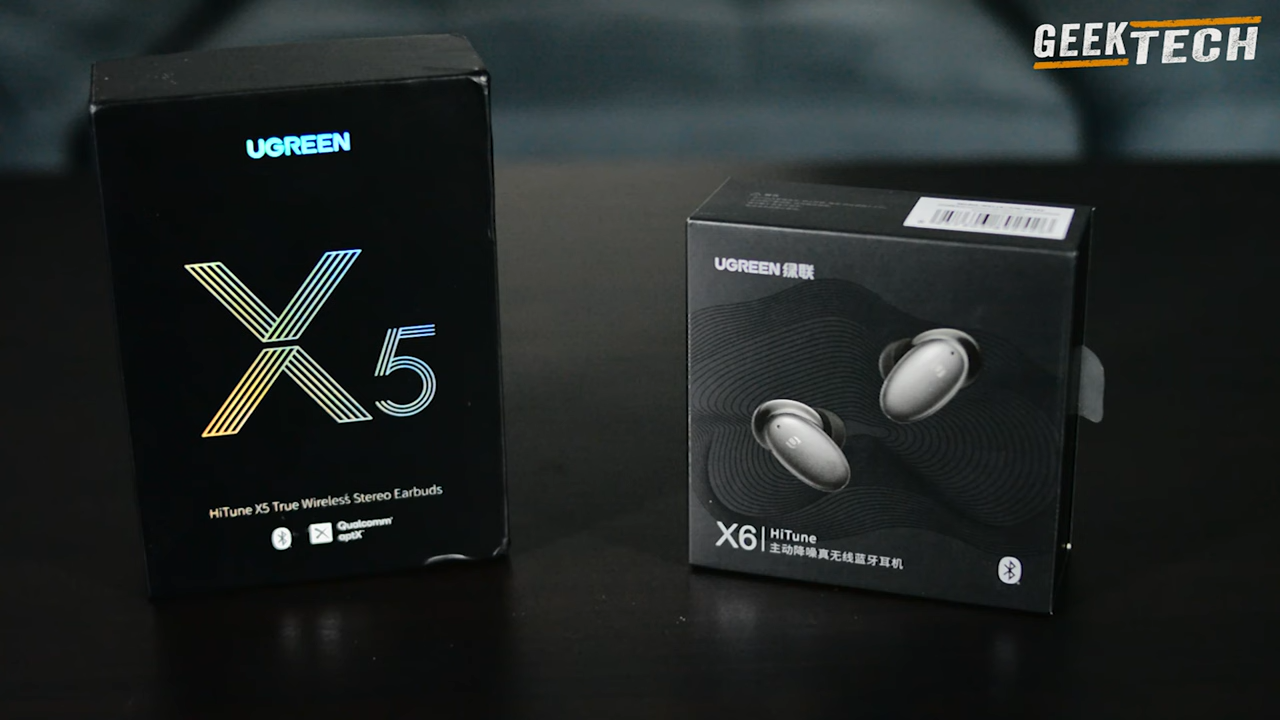 GEEKTECH
UGREEN
X5
HiTune X5 True Wireless Stereo Earbuds
Qualcomm
aptX
UGREEN 绿联
X6 | HiTune
主动降噪真无线蓝牙耳机